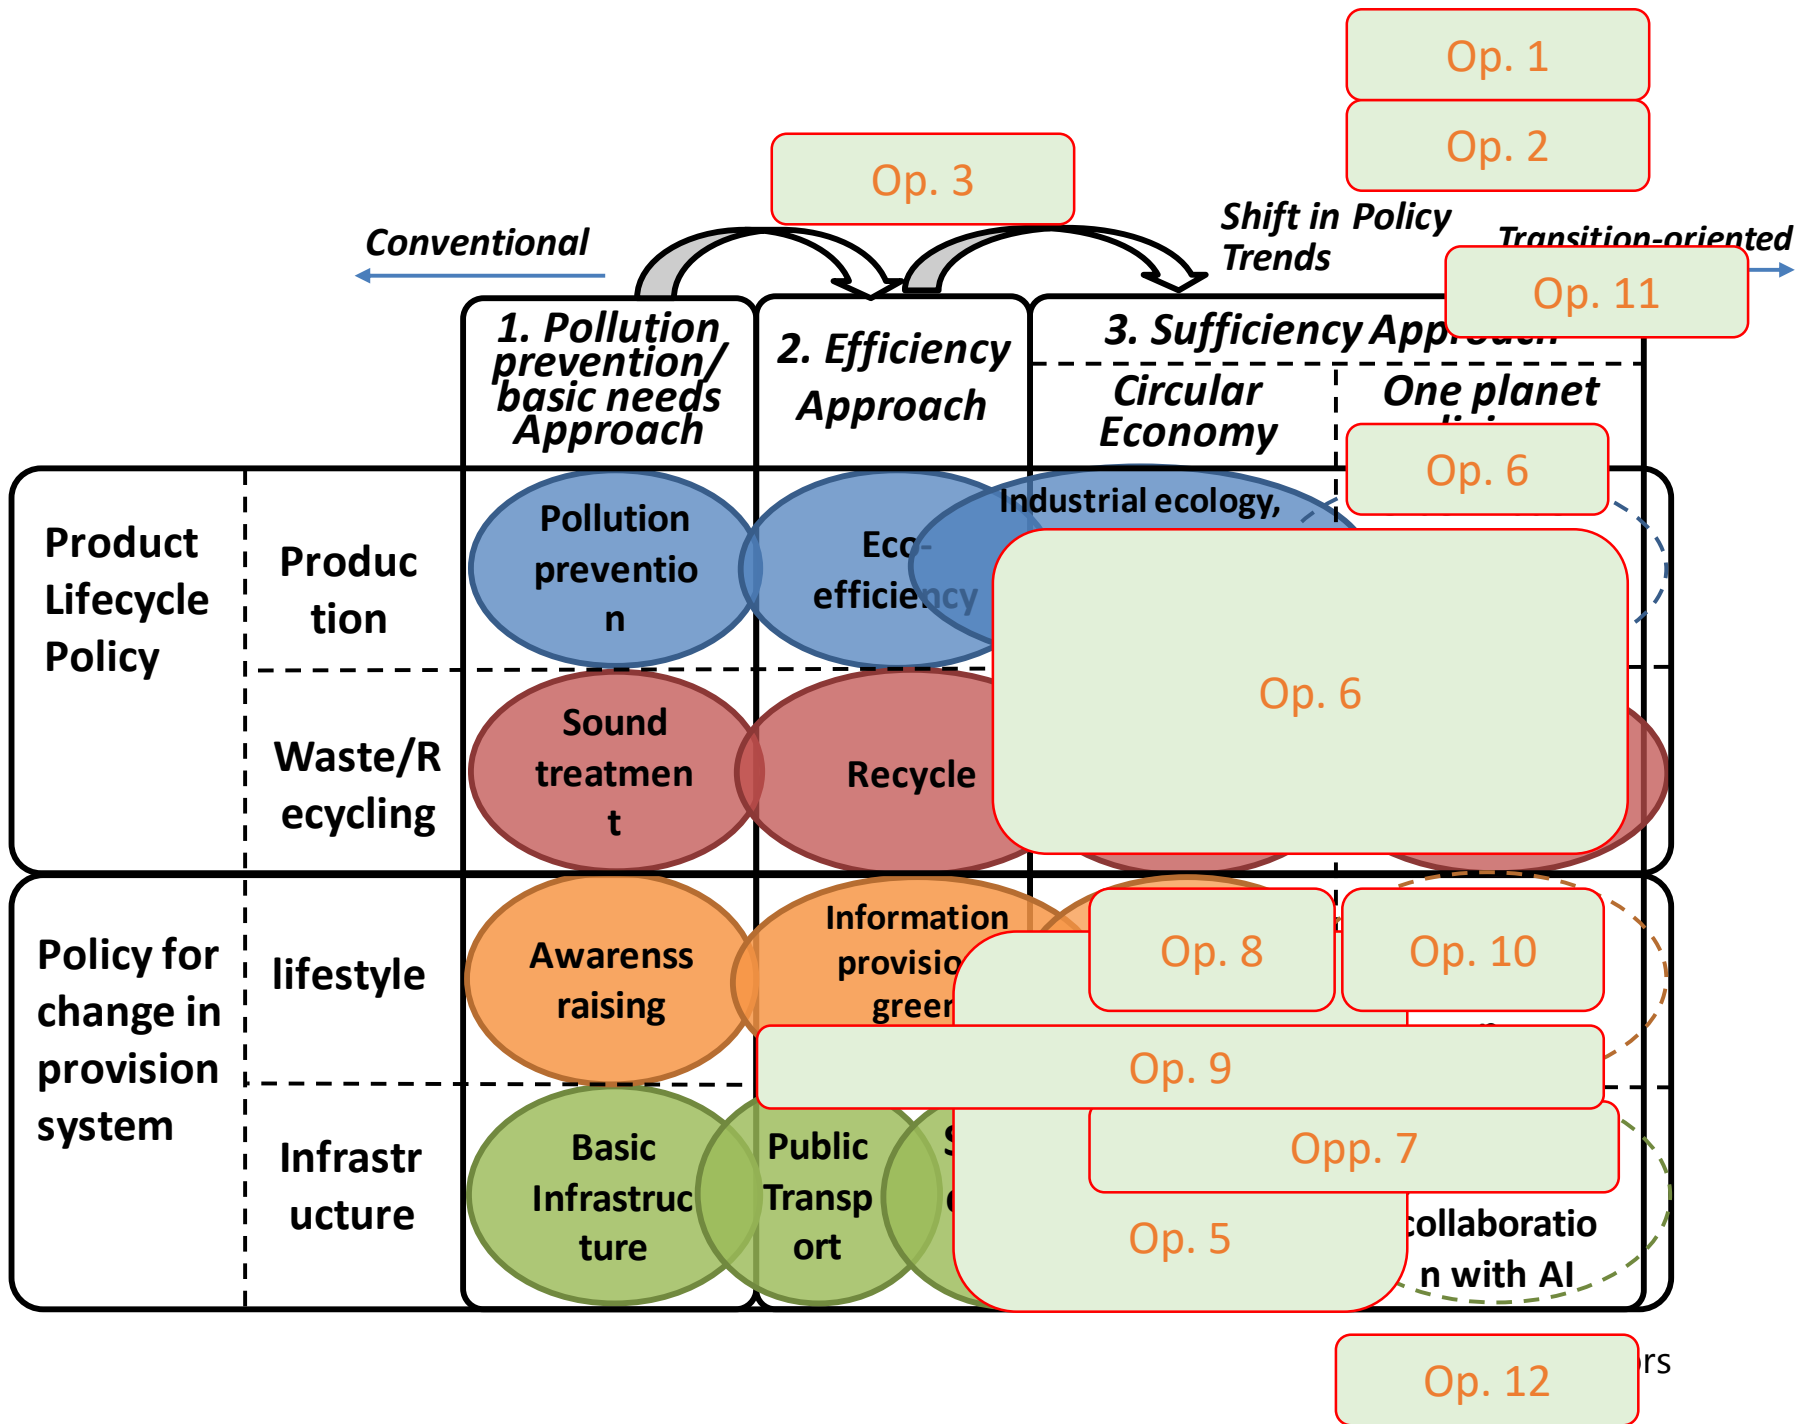 Op. 1
Op. 2
Op. 3
Conventional
Shift in Policy
Trends
Transition-oriented
Op. 11
1. Pollution
prevention/
basic needs
Approach
2. Efficiency
Approach
3. Sufficiency
Circular
Economy
One planet
Op. 6
Product
Lifecycle
Policy
Produc
tion
Pollution
preventio
n
Eco-
efficiency
Industrial ecology,
Op. 6
Waste/R
ecycling
Sound
treatmen
t
Recycle
Policy for
change in
provision
system
lifestyle
Awarenss
raising
Information
green
Op. 8
Op. 10
Op. 9
Infrastr
ucture
Basic
Infrastruc
ture
Public
Transp
ort
Opp. 7
Op. 5
collaboratio
n with AI
Op. 12